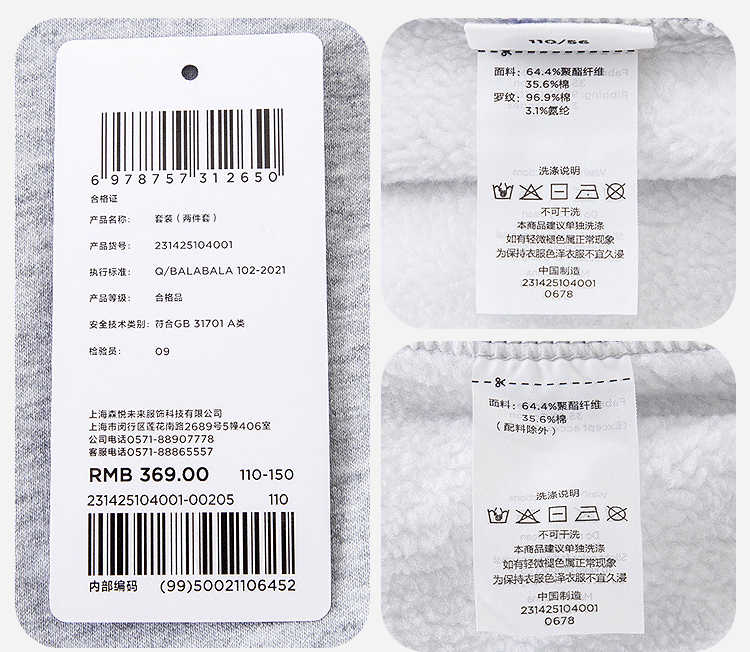 6 978757 312650
合格证
产品名称: 套装（两件套）
产品货号: 231425104001
执行标准: Q/BALABALA 102-2021
产品等级: 合格品
安全技术类别: 符合GB 31701 A类
检验员: 09
上海森悦未来服饰科技有限公司
上海市闵行区莲花南路2689号5幢406室
公司电话0571-88907778
客服电话0571-88865557
RMB 369.00 110-150
231425104001-00205 110
内部编码 (99)50021106452
110/56
面料: 64.4%聚酯纤维
35.6%棉
罗纹: 96.9%棉
3.1%氨纶
洗涤说明
不可干洗
本商品建议单独洗涤
如有轻微褪色属正常现象
为保持衣服色泽衣服不宜久浸
中国制造
231425104001
0678
面料: 64.4%聚酯纤维
35.6%棉
（配料除外）
洗涤说明
不可干洗
本商品建议单独洗涤
如有轻微褪色属正常现象
为保持衣服色泽衣服不宜久浸
中国制造
231425104001
0678